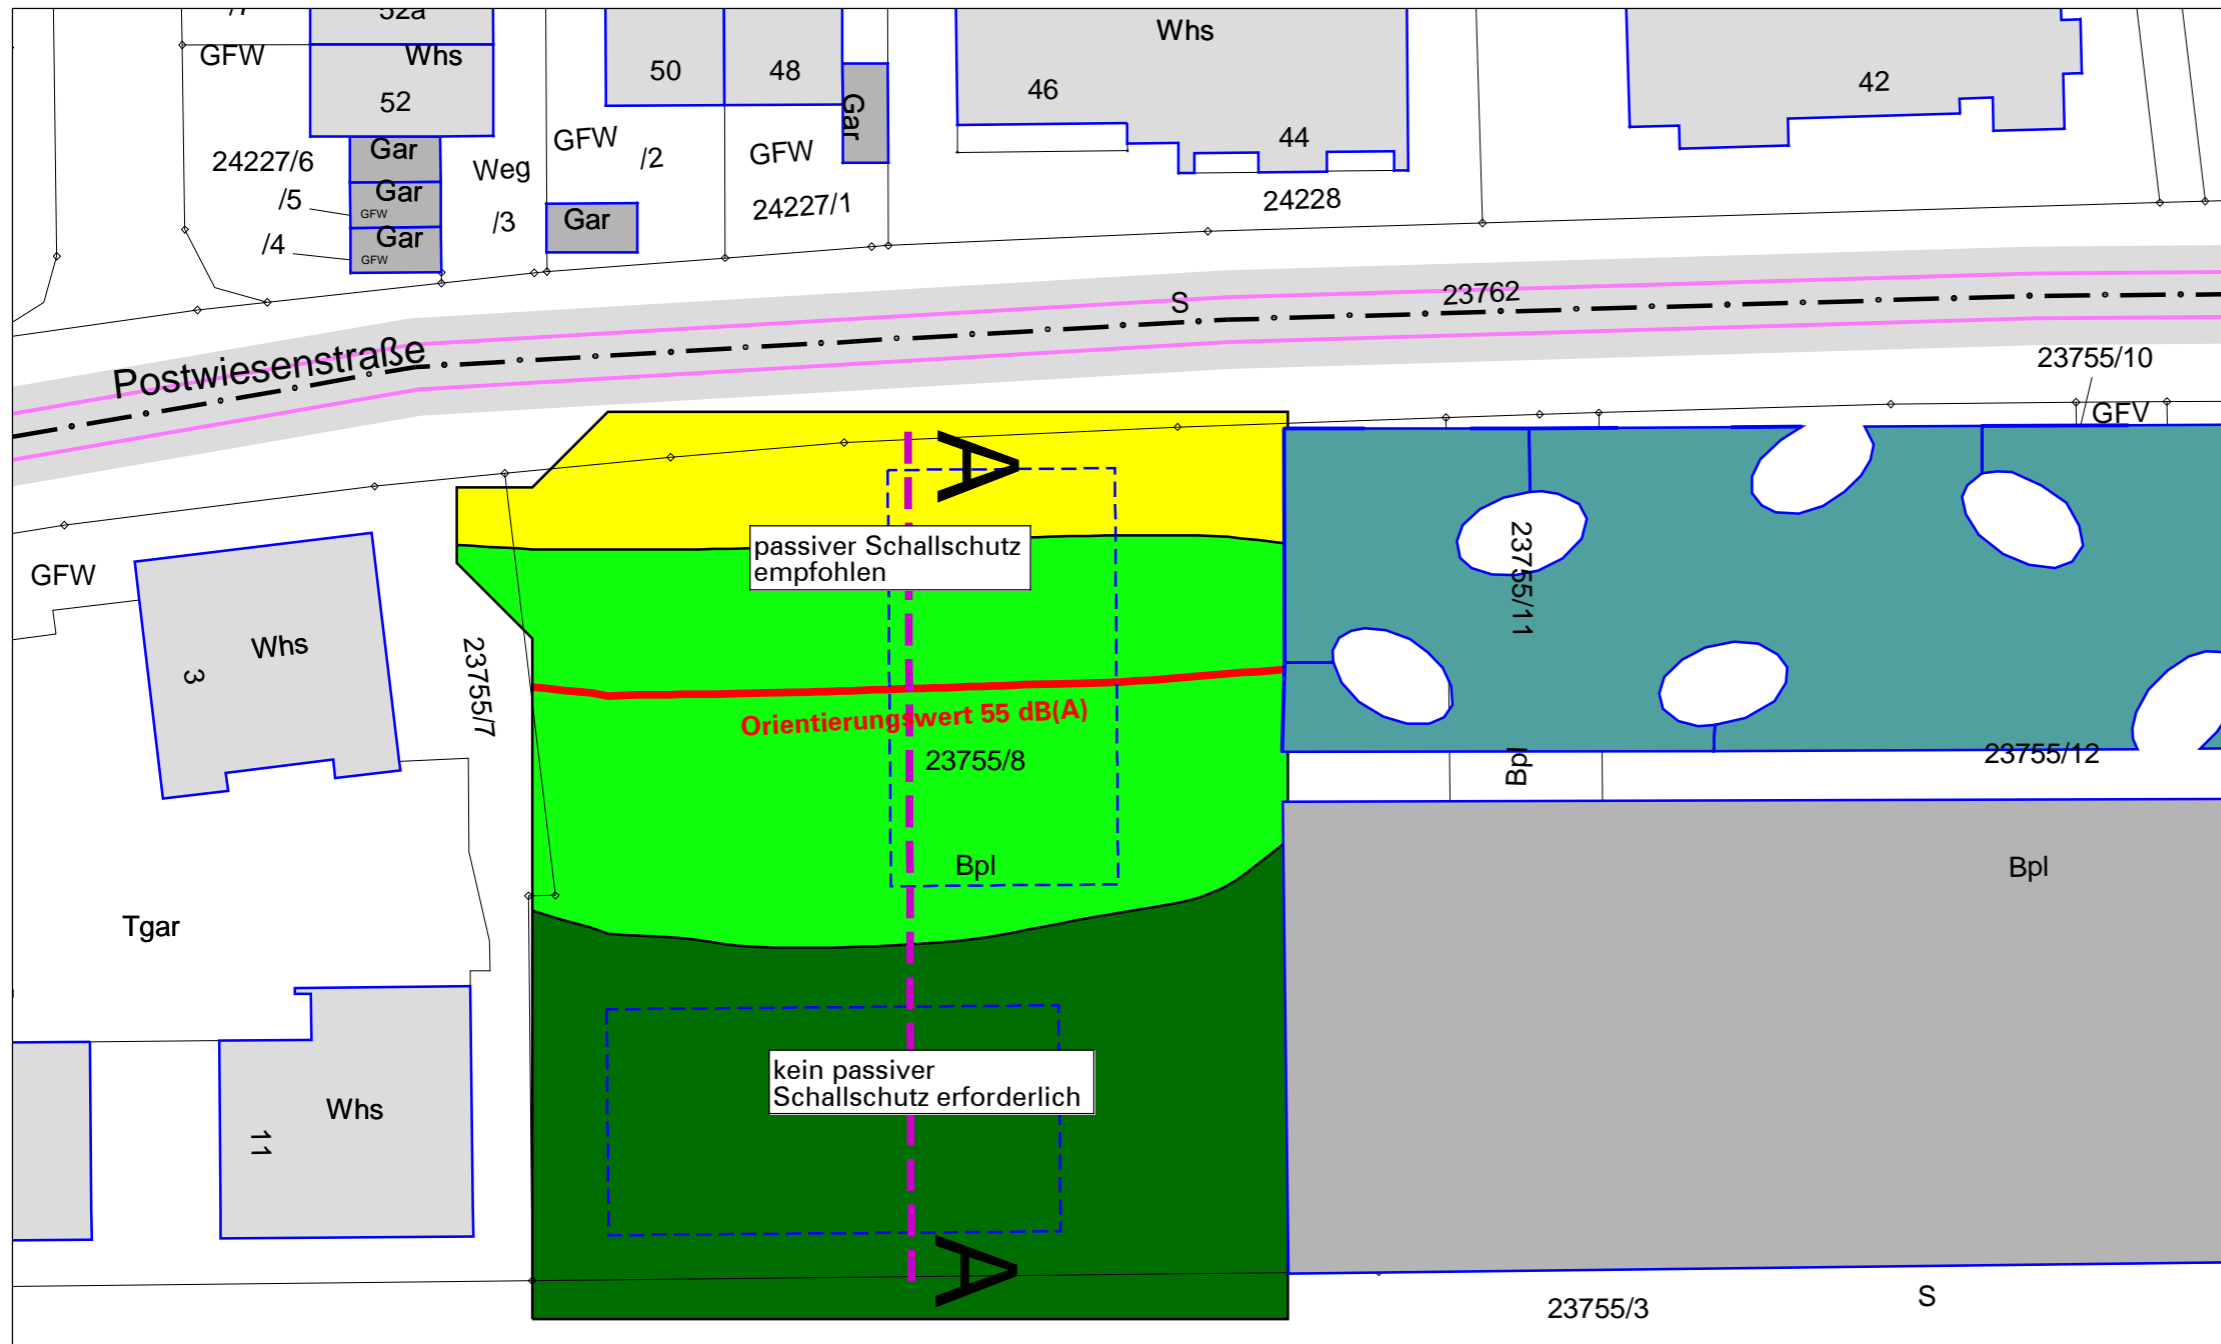 52a
GFW
Whs
52
50
48
Gar
Whs
46
44
42
24227/6
Gar
Weg
GFW
/2
GFW
/5
Gar
GFW
/3
Gar
24227/1
24228
/4
Gar
GFW
S
23762
Postwiesenstraße
23755/10
GFV
passiver Schallschutz
empfohlen
GFW
Whs
3
23755/7
23755/11
Orientierungswert 55 dB(A)
23755/8
Bpl
23755/12
Bpl
Bpl
Tgar
A
kein passiver
Schallschutz erforderlich
Whs
11
A
23755/3
S